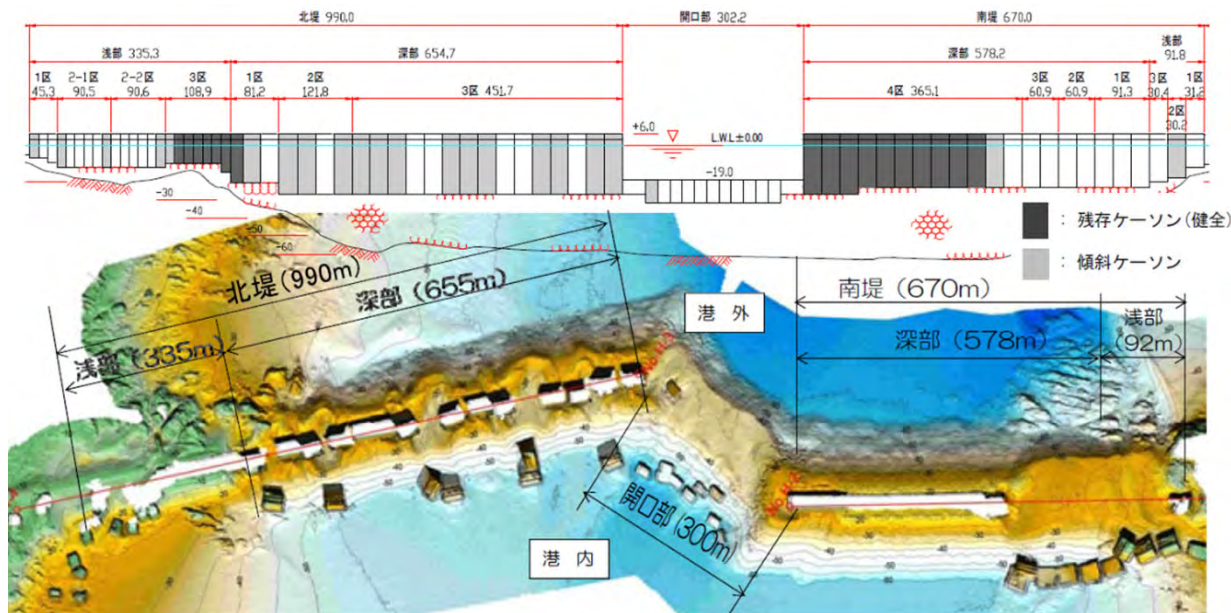 北堤 990.0
開口部 302.2
南堤 670.0
浅部 335.3
深部 654.7
深部 578.2
浅部
91.8
1区
45.3
2-1区
90.5
2-2区
90.6
3区
108.9
1区
81.2
2区
121.8
3区 451.7
4区 365.1
3区
60.9
2区
60.9
1区
91.3
3区
30.4
2区
30.2
1区
31.2
+6.0
L.W.L±0.00
-19.0
-30
-40
-50
-60
: 残存ケーソン(健全)
: 傾斜ケーソン
北堤(990m)
深部(655m)
浅部(335m)
港 外
南堤(670m)
深部(578m)
浅部
(92m)
開口部(300m)
港 内